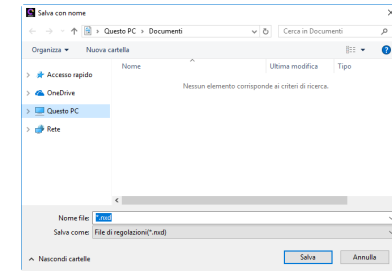 Salva con nome
Questo PC › Documenti
Cerca in Documenti
Organizza
Nuova cartella
Nome
Ultima modifica
Tipo
Accesso rapido
Nessun elemento corrisponde ai criteri di ricerca.
OneDrive
Questo PC
Rete
Nome file: *.nxd
Salva come: File di regolazioni(*.nxd)
Nascondi cartelle
Salva
Annulla